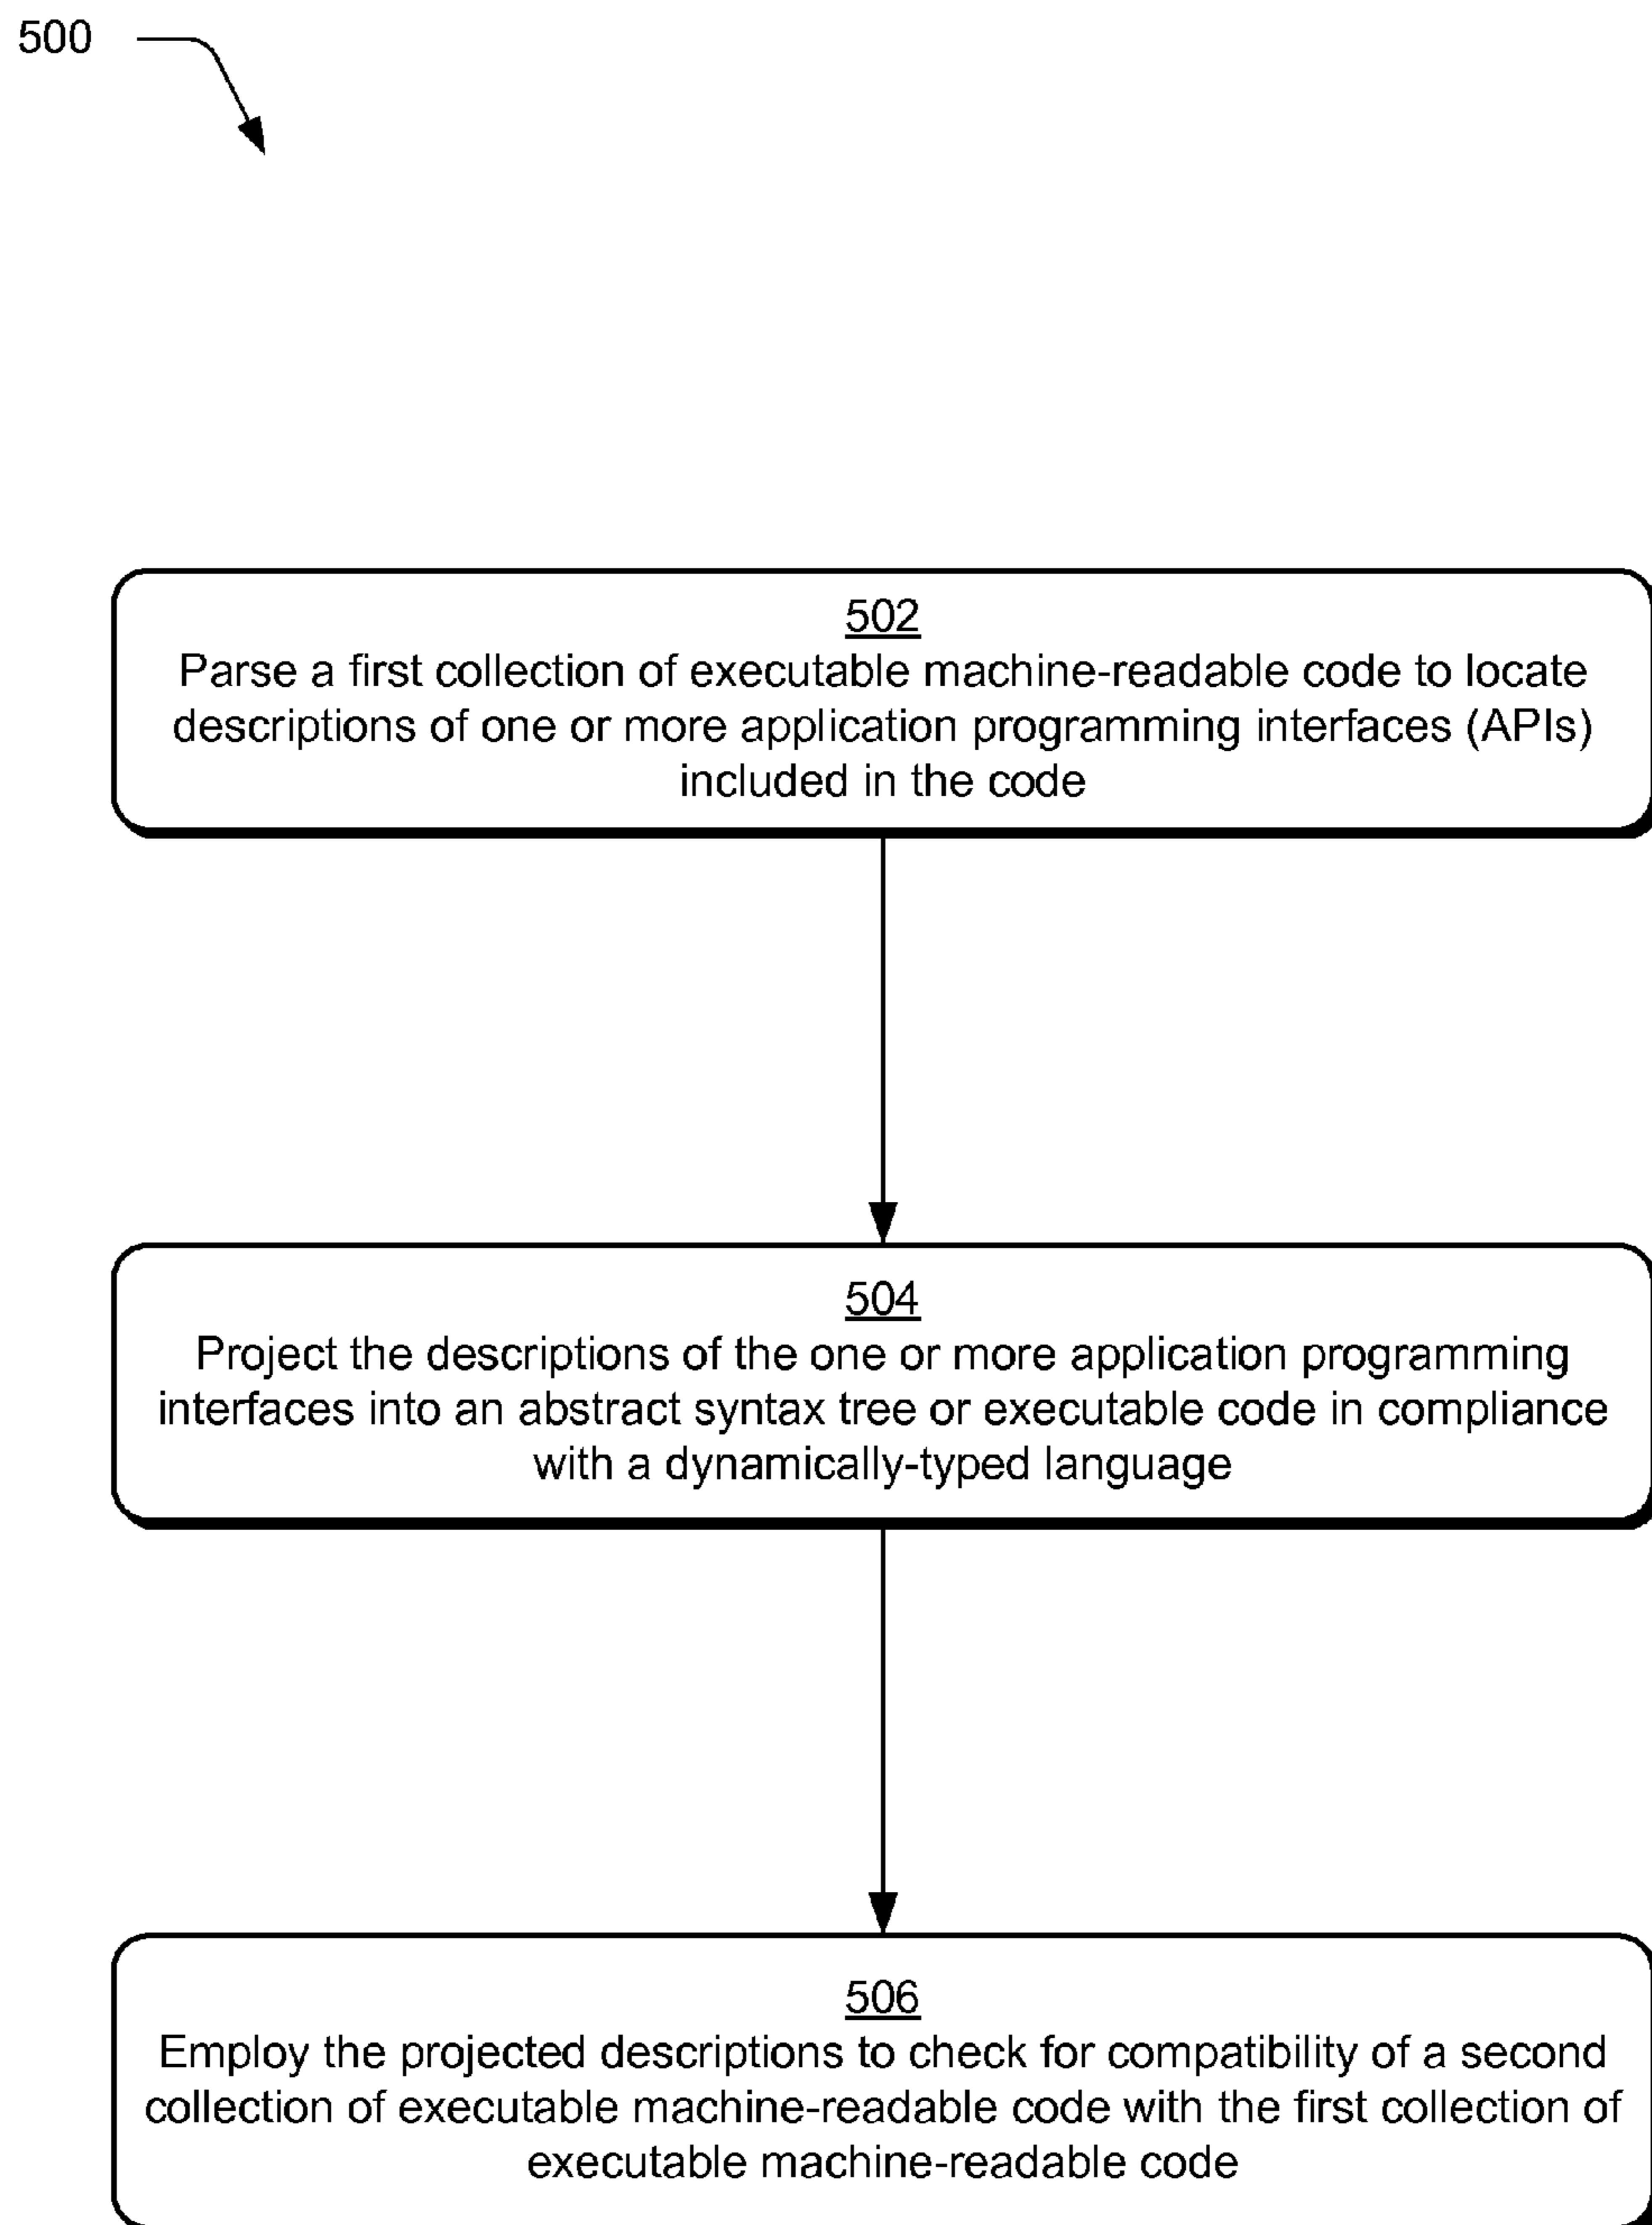 500
502
Parse a first collection of executable machine-readable code to locate
descriptions of one or more application programming interfaces (APIs)
included in the code
504
Project the descriptions of the one or more application programming
interfaces into an abstract syntax tree or executable code in compliance
with a dynamically-typed language
506
Employ the projected descriptions to check for compatibility of a second
collection of executable machine-readable code with the first collection of
executable machine-readable code